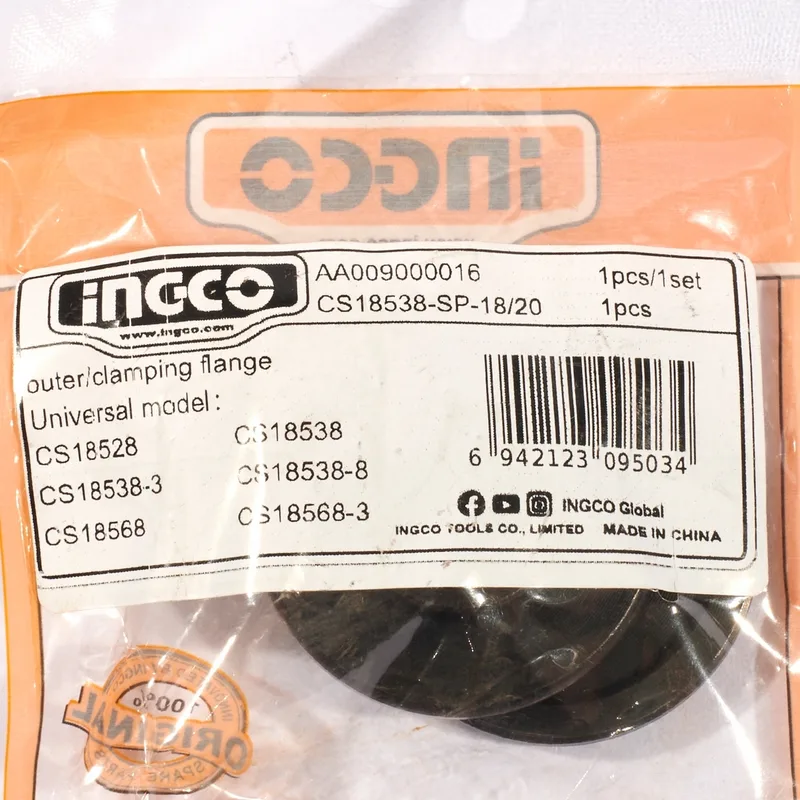 INGCO
INGCO
www.ingco.com
AA009000016 1pcs/1set
CS18538-SP-18/20 1pcs
outer/clamping flange
Universal model:
CS18528 CS18538
CS18538-3 CS18538-8
CS18568 CS18568-3
6 942123 095034
INGCO Global
INGCO TOOLS CO., LIMITED MADE IN CHINA
100%
ORIGINAL
SPARE PARTS